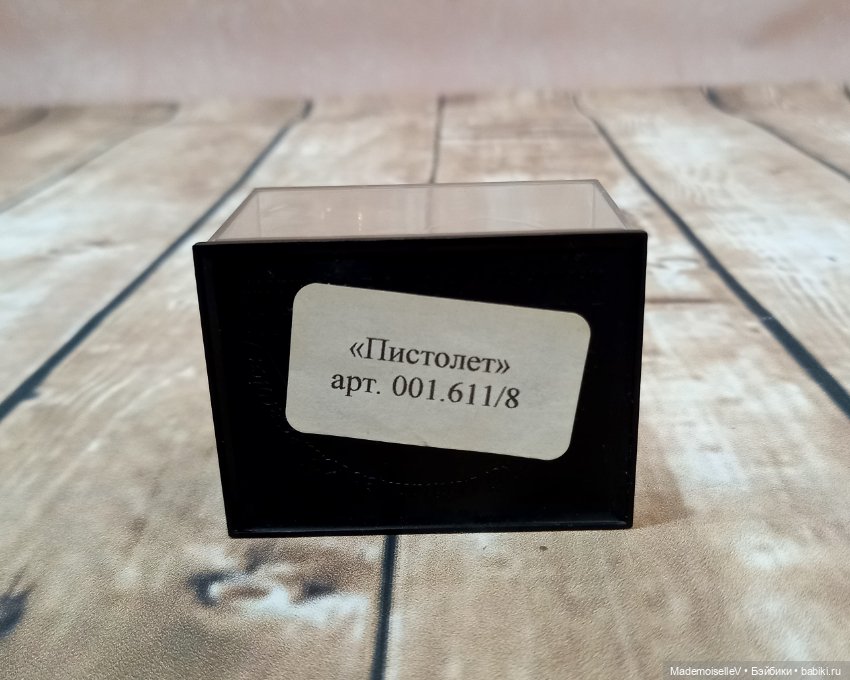 «Пистолет»
арт. 001.611/8
MademoiselleV • Бэйбики • babiki.ru